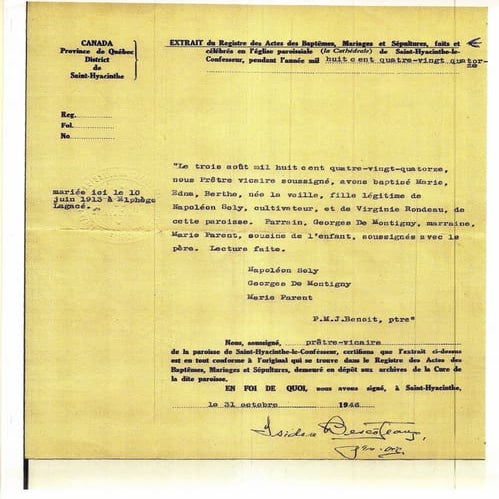 CANADA
Province de Québec
District
de
Saint-Hyacinthe
EXTRAIT du Registre des Actes des Baptêmes, Mariages et Sépultures, faits et
célébrés en l'église paroissiale (la Cathédrale) de Saint-Hyacinthe-le-
Confesseur, pendant l'année mil huit cent quatre-vingt quator-
ze
Reg.
Fol.
No
mariée ici le 10
juin 1913 à Elphège
Lagacé.
"Le trois août mil huit cent quatre-vingt-quatorze,
nous Prêtre vicaire soussigné, avons baptisé Marie,
Edna, Berthe, née la veille, fille légitime de
Napoléon Soly, cultivateur, et de Virginie Rondeau, de
cette paroisse. Parrain, Georges De Montigny, marraine,
Marie Parent, cousine de l'enfant, soussignés avec le
père. Lecture faite.
Napoléon Soly
Georges De Montigny
Marie Parent
P.M.J.Benoit, ptre"
Nous, soussigné, prêtre-vicaire
de la paroisse de Saint-Hyacinthe-le-Confesseur, certifions que l'extrait ci-dessus
est en tout conforme à l'original qui se trouve dans le Registre des Actes des
Baptêmes, Mariages et Sépultures, demeuré en dépôt aux archives de la Cure de
la dite paroisse.
EN FOI DE QUOI, nous avons signé, à Saint-Hyacinthe,
le 31 octobre 1946
Isidore